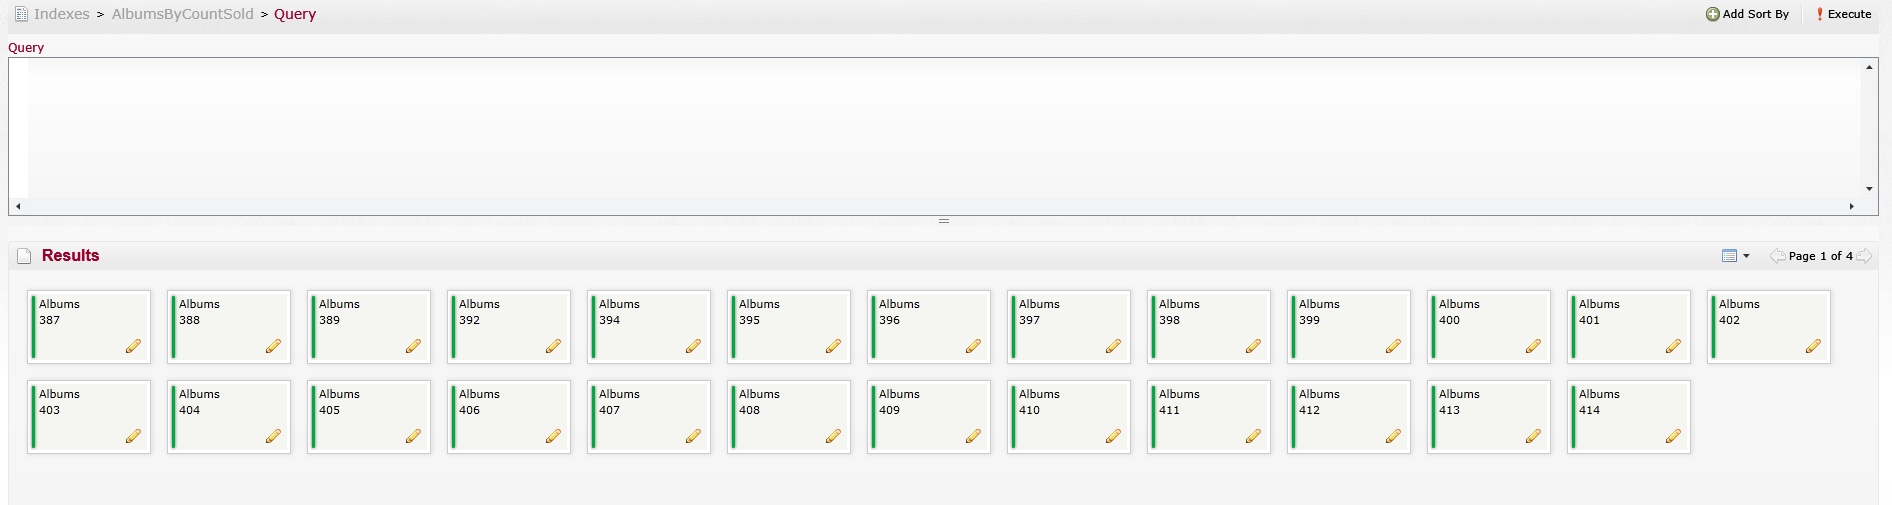 Indexes > AlbumsByCountSold > Query
Add Sort By
Execute
Query
Results
Page 1 of 4
Albums
387
Albums
388
Albums
389
Albums
392
Albums
394
Albums
395
Albums
396
Albums
397
Albums
398
Albums
399
Albums
400
Albums
401
Albums
402
Albums
403
Albums
404
Albums
405
Albums
406
Albums
407
Albums
408
Albums
409
Albums
410
Albums
411
Albums
412
Albums
413
Albums
414